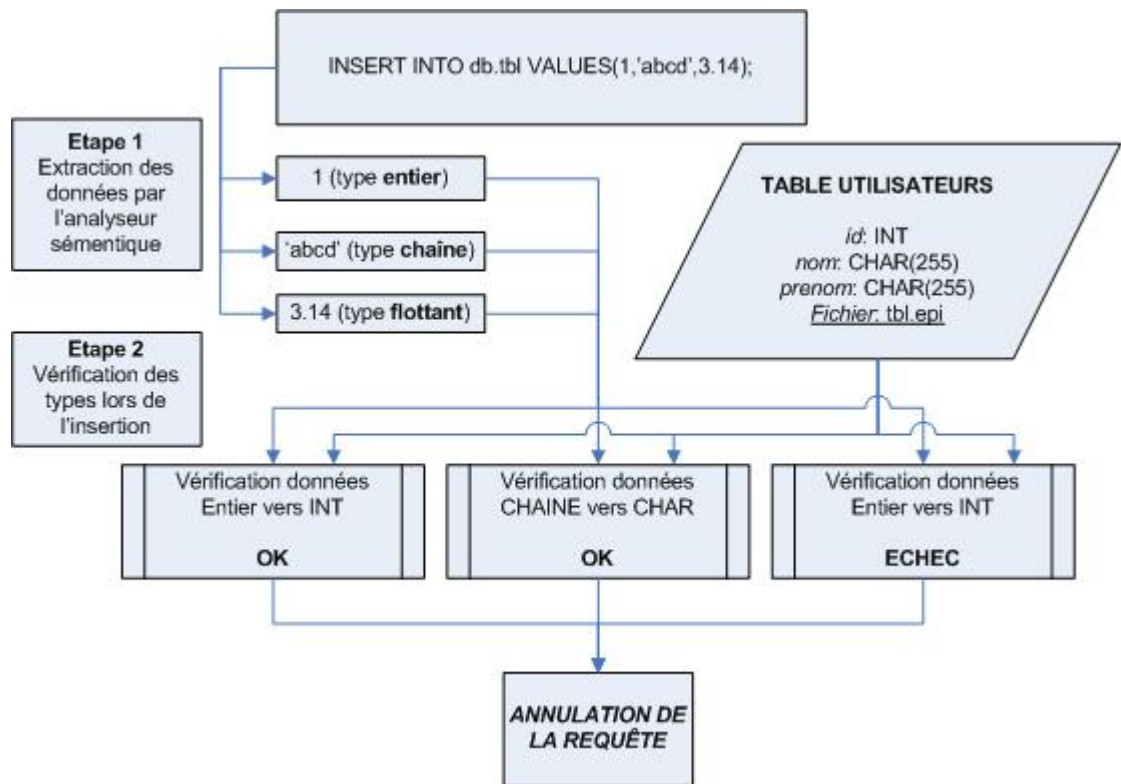 INSERT INTO db.tbl VALUES(1,'abcd',3.14);
Etape 1
Extraction des
données par
l'analyseur
sémentique
1 (type entier)
'abcd' (type chaîne)
3.14 (type flottant)
TABLE UTILISATEURS
id: INT
nom: CHAR(255)
prenom: CHAR(255)
Fichier: tbl.epi
Etape 2
Vérification des
types lors de
l'insertion
Vérification données
Entier vers INT
OK
Vérification données
CHAINE vers CHAR
OK
Vérification données
Entier vers INT
ECHEC
ANNULATION DE
LA REQUÊTE